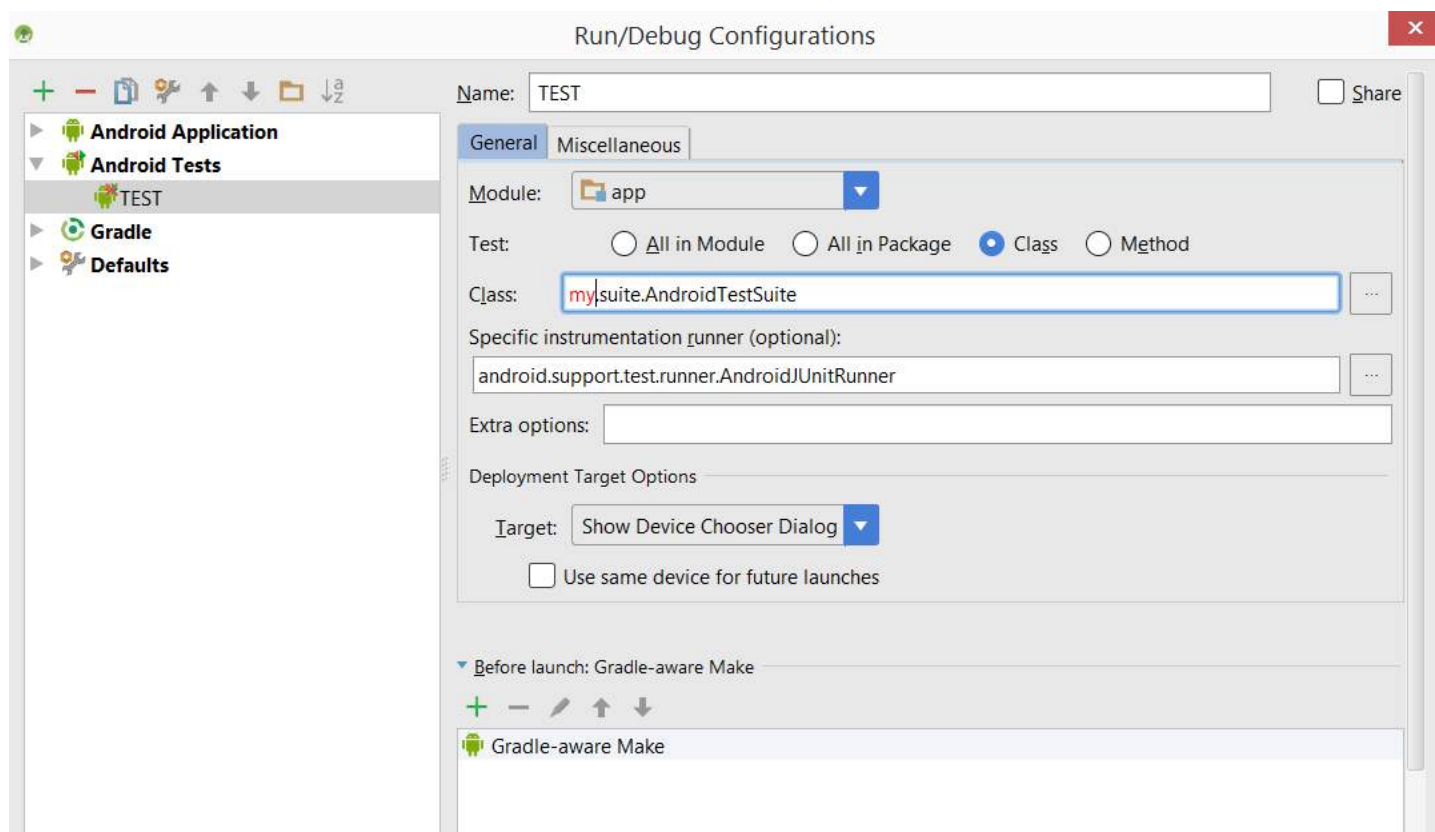 Run/Debug Configurations
Name: TEST Share
Android Application
Android Tests
TEST
Gradle
Defaults
General Miscellaneous
Module: app
Test: All in Module All in Package Class Method
Class: my.suite.AndroidTestSuite ...
Specific instrumentation runner (optional):
android.support.test.runner.AndroidJUnitRunner ...
Extra options:
Deployment Target Options
Target: Show Device Chooser Dialog
Use same device for future launches
Before launch: Gradle-aware Make
Gradle-aware Make